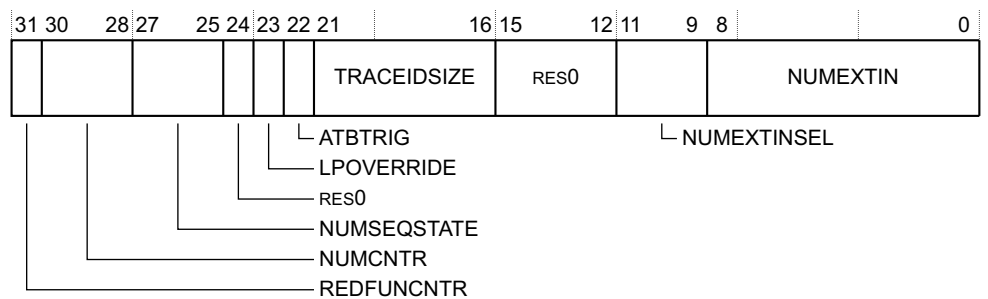 31 30 28 27 25 24 23 22 21 16 15 12 11 9 8 0
TRACEIDSIZE RES0 NUMEXTIN
ATBTRIG NUMEXTINSEL
LPOVERRIDE
RES0
NUMSEQSTATE
NUMCNTR
REDFUNCNTR